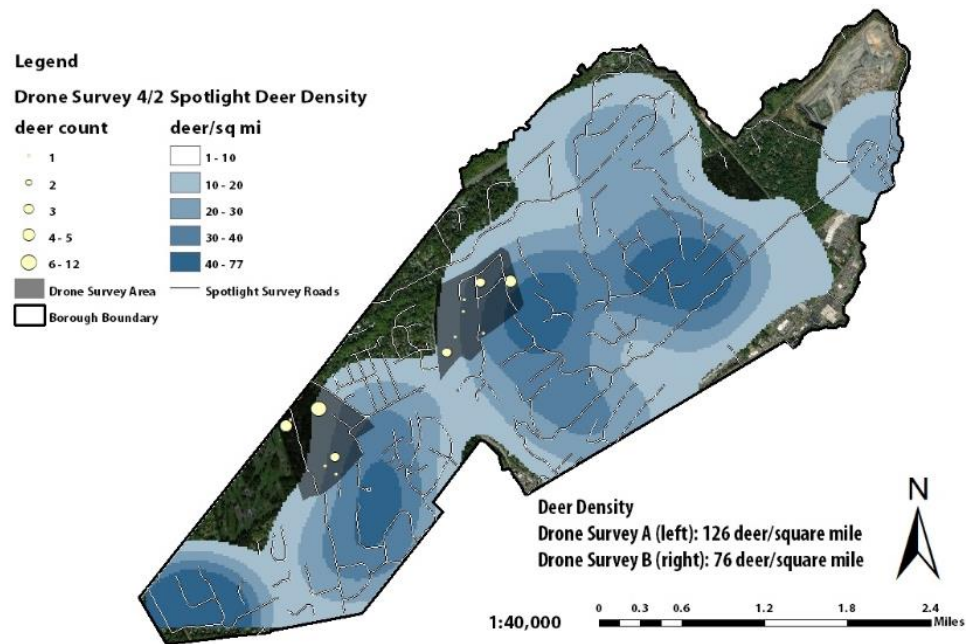 Legend
Drone Survey 4/2 Spotlight Deer Density
deer count deer/sq mi
1 1 - 10
2 10 - 20
3 20 - 30
4 - 5 30 - 40
6 - 12 40 - 77
Drone Survey Area Spotlight Survey Roads
Borough Boundary
Deer Density
Drone Survey A (left): 126 deer/square mile
Drone Survey B (right): 76 deer/square mile
N
1:40,000
0 0.3 0.6 1.2 1.8 2.4
Miles